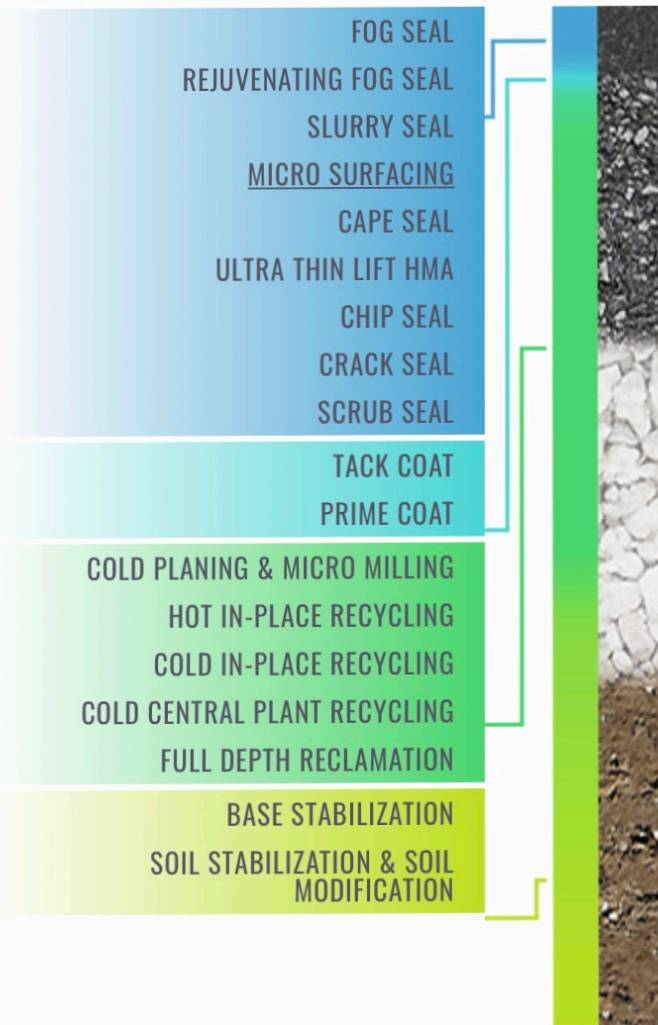 FOG SEAL
REJUVENATING FOG SEAL
SLURRY SEAL
MICRO SURFACING
CAPE SEAL
ULTRA THIN LIFT HMA
CHIP SEAL
CRACK SEAL
SCRUB SEAL
TACK COAT
PRIME COAT
COLD PLANING & MICRO MILLING
HOT IN-PLACE RECYCLING
COLD IN-PLACE RECYCLING
COLD CENTRAL PLANT RECYCLING
FULL DEPTH RECLAMATION
BASE STABILIZATION
SOIL STABILIZATION & SOIL
MODIFICATION